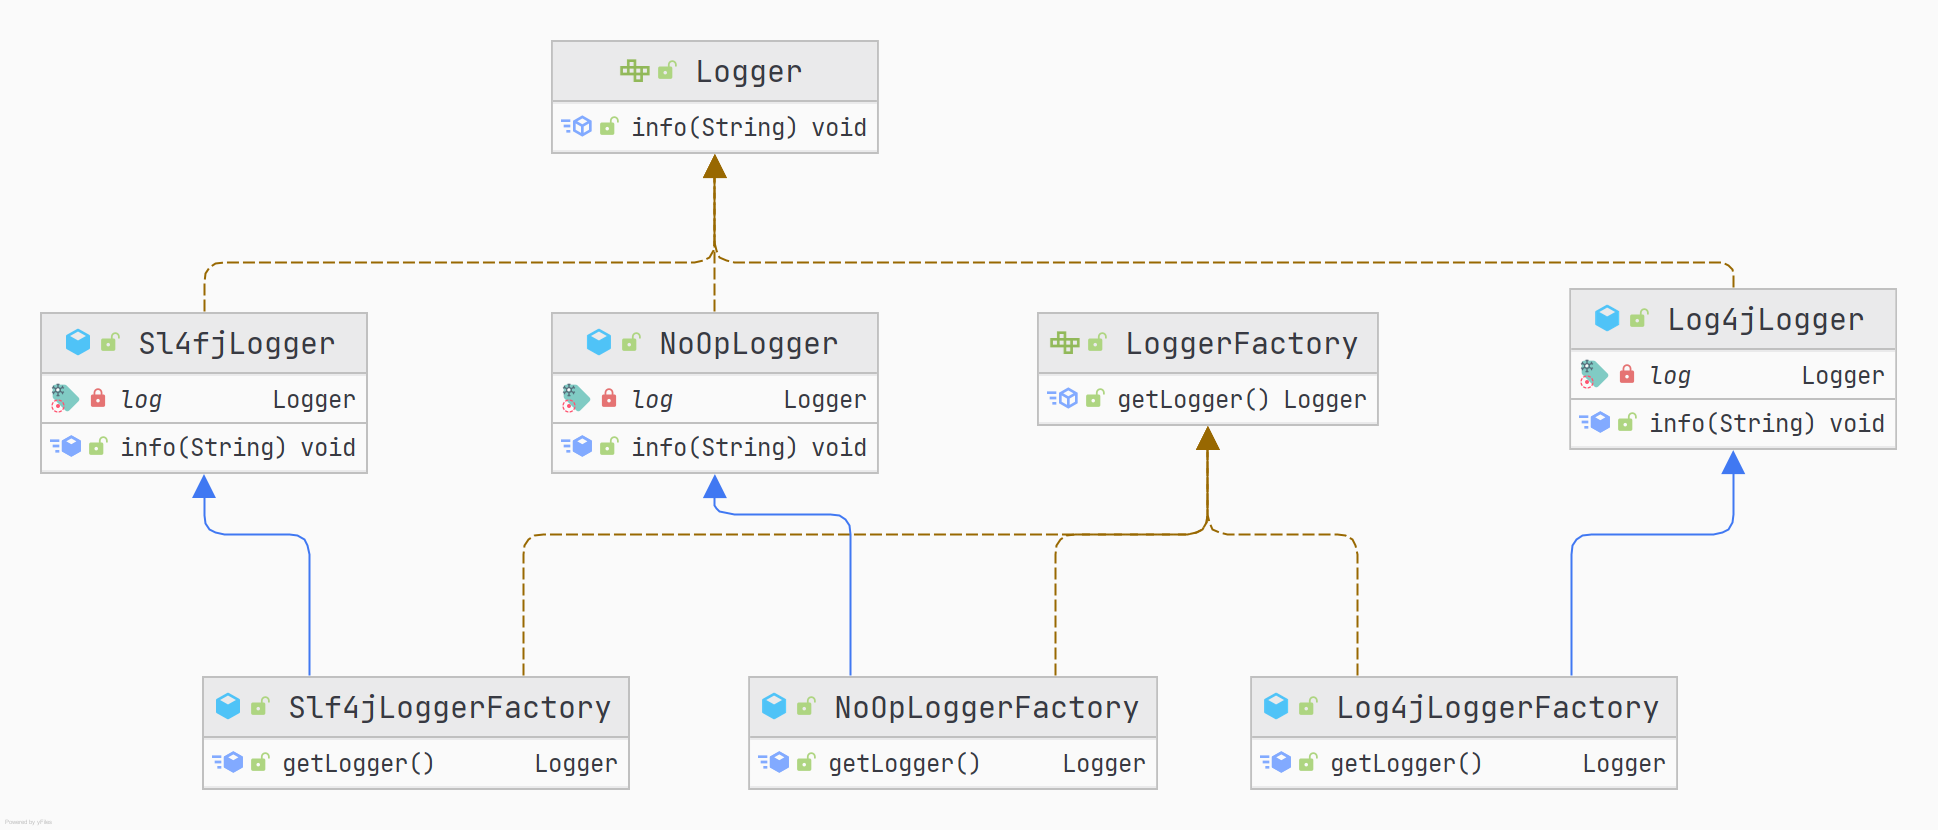 Logger
info(String) void
Sl4fjLogger
log Logger
info(String) void
NoOpLogger
log Logger
info(String) void
LoggerFactory
getLogger() Logger
Log4jLogger
log Logger
info(String) void
Slf4jLoggerFactory
getLogger() Logger
NoOpLoggerFactory
getLogger() Logger
Log4jLoggerFactory
getLogger() Logger
Powered by yFiles